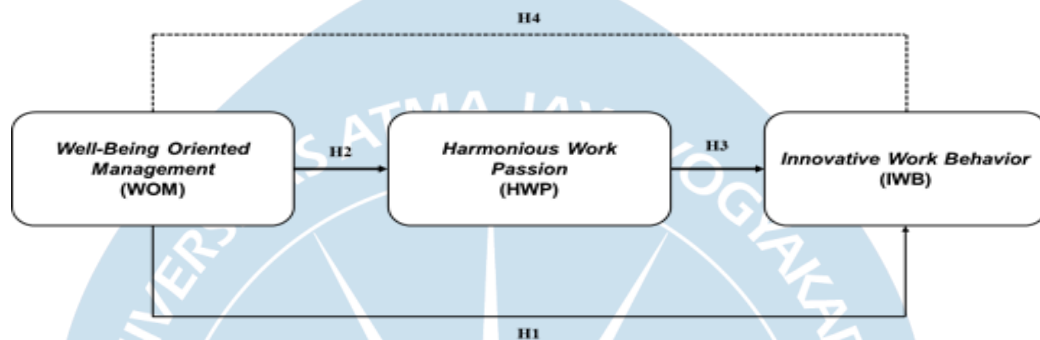 H4
Well-Being Oriented
Management
(WOM)
H2
Harmonious Work
Passion
(HWP)
H3
Innovative Work Behavior
(IWB)
H1